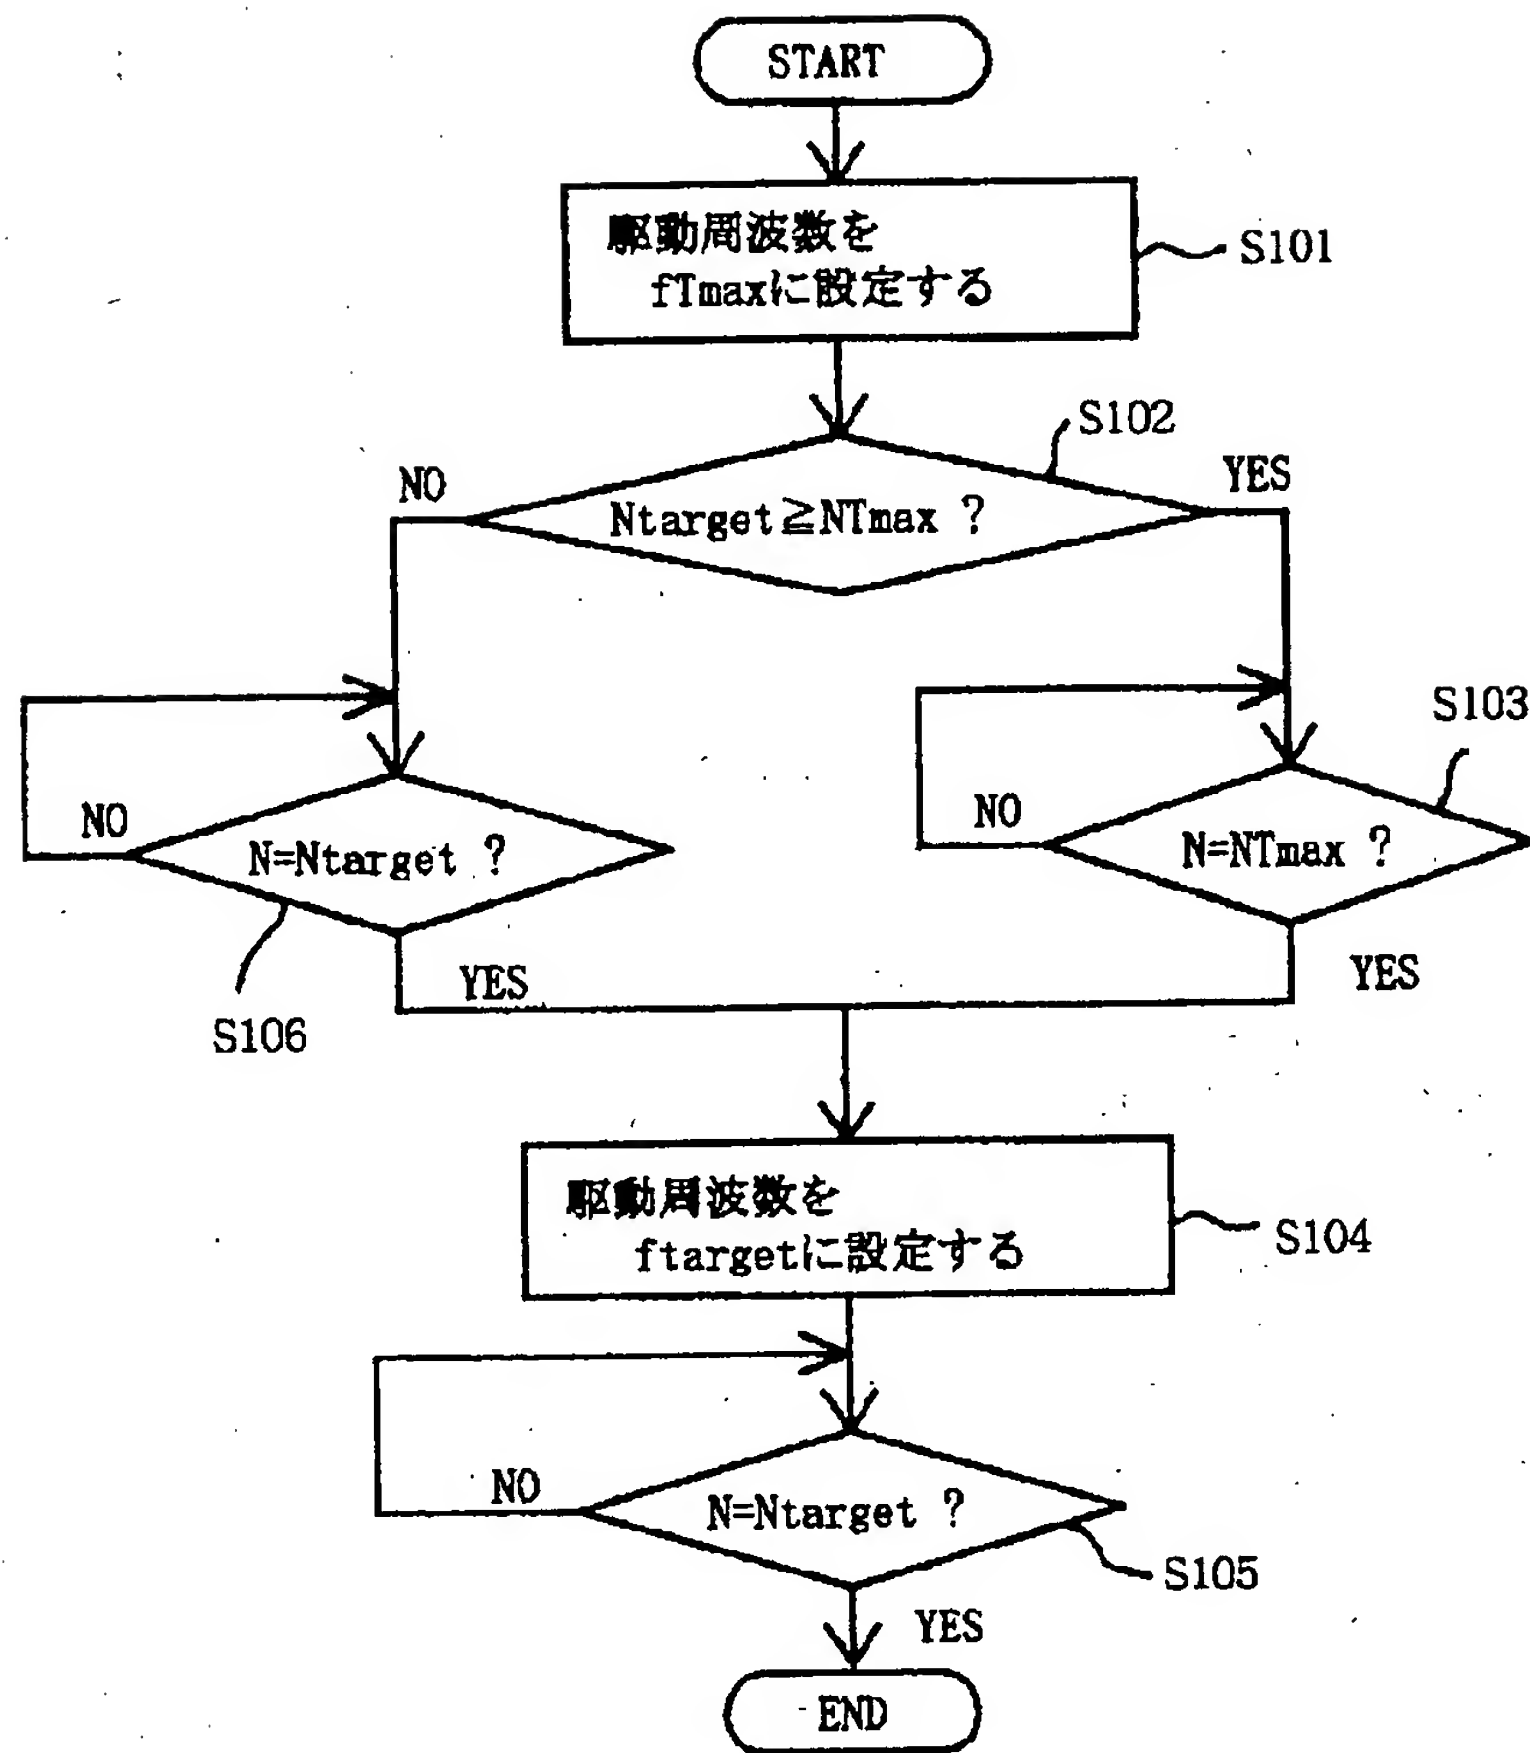 START
駆動周波数を
fTmaxに設定する
S101
S102
NO
YES
Ntarget≧NTmax ?
S103
NO
N=Ntarget ?
NO
N=NTmax ?
YES
YES
S106
駆動周波数を
ftargetに設定する
S104
NO
N=Ntarget ?
S105
YES
END